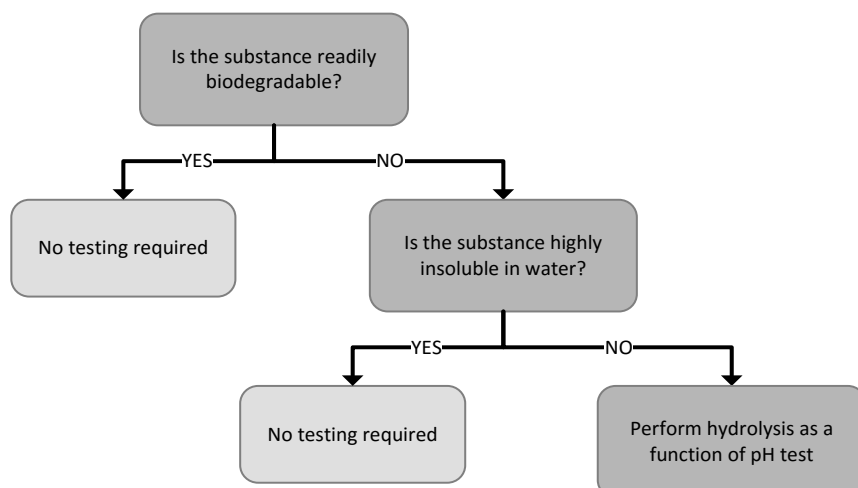 Is the substance readily
biodegradable?
YES
NO
No testing required
Is the substance highly
insoluble in water?
YES
NO
No testing required
Perform hydrolysis as a
function of pH test